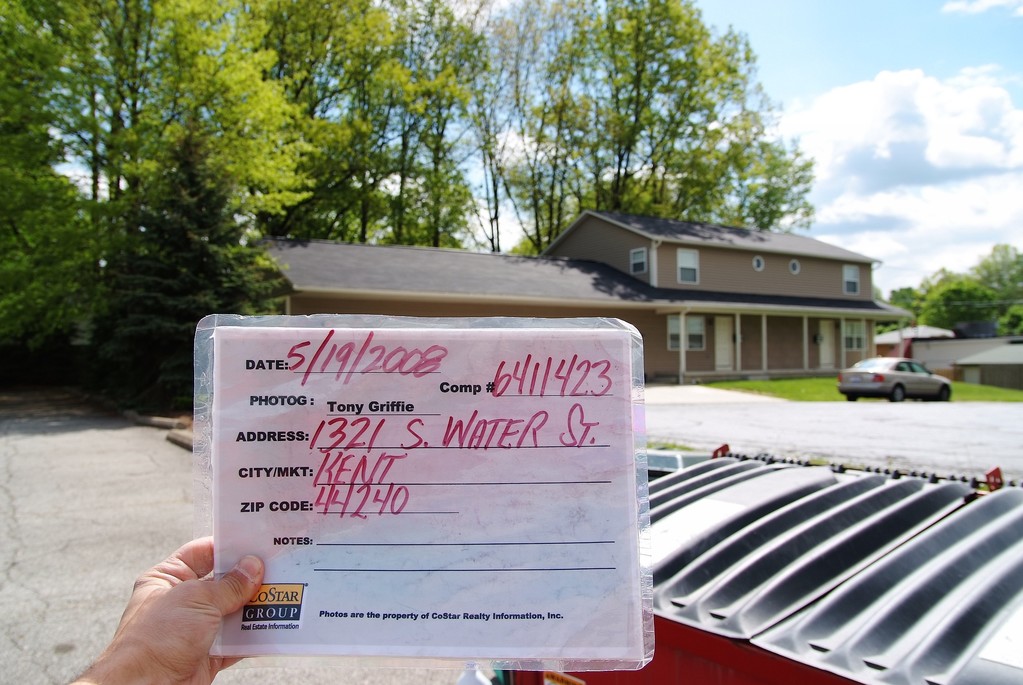 DATE: 5/19/2008
Comp # 6411423
PHOTOG : Tony Griffie
ADDRESS: 1321 S. WATER ST.
CITY/MKT: KENT
ZIP CODE: 44240
NOTES:
COSTAR
GROUP
Real Estate Information
Photos are the property of CoStar Realty Information, Inc.